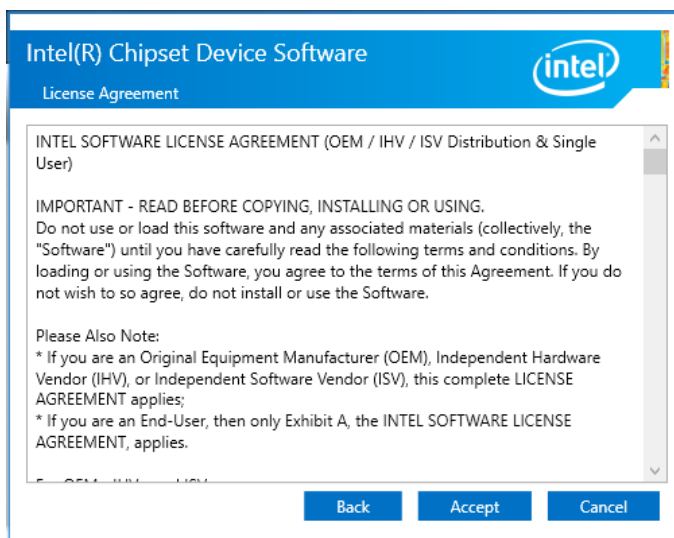 Intel(R) Chipset Device Software
License Agreement
intel
INTEL SOFTWARE LICENSE AGREEMENT (OEM / IHV / ISV Distribution & Single
User)
IMPORTANT - READ BEFORE COPYING, INSTALLING OR USING.
Do not use or load this software and any associated materials (collectively, the
"Software") until you have carefully read the following terms and conditions. By
loading or using the Software, you agree to the terms of this Agreement. If you do
not wish to so agree, do not install or use the Software.
Please Also Note:
* If you are an Original Equipment Manufacturer (OEM), Independent Hardware
Vendor (IHV), or Independent Software Vendor (ISV), this complete LICENSE
AGREEMENT applies;
* If you are an End-User, then only Exhibit A, the INTEL SOFTWARE LICENSE
AGREEMENT, applies.
Back Accept Cancel